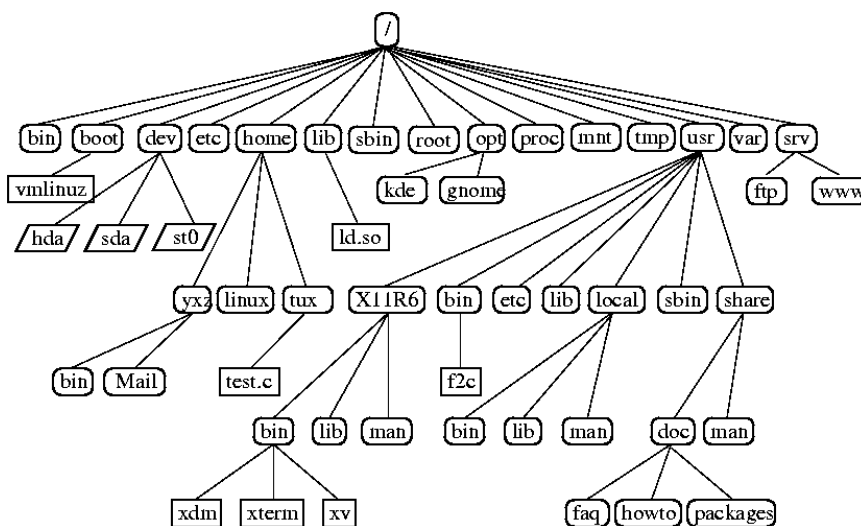 /
bin boot dev etc home lib sbin root opt proc mnt tmp usr var srv
vmlinuz kde gnome ftp www
hda sda st0 ld.so
yxz linux tux X11R6 bin etc lib local sbin share
bin Mail test.c f2c
bin lib man bin lib man doc man
xdm xterm xv faq howto packages